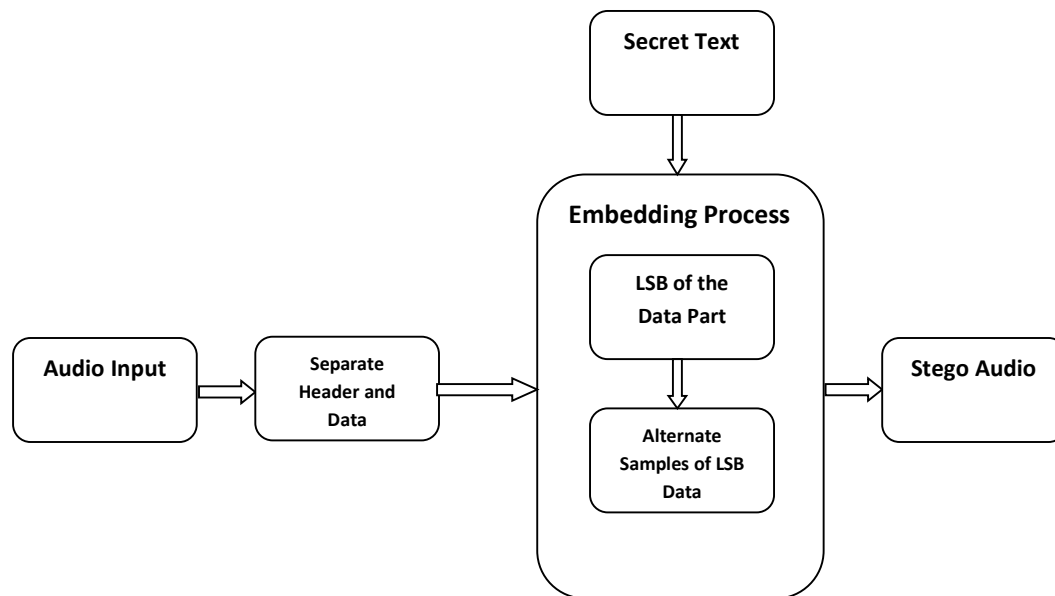 Secret Text
Embedding Process
LSB of the
Data Part
Audio Input
Separate
Header and
Data
Stego Audio
Alternate
Samples of LSB
Data